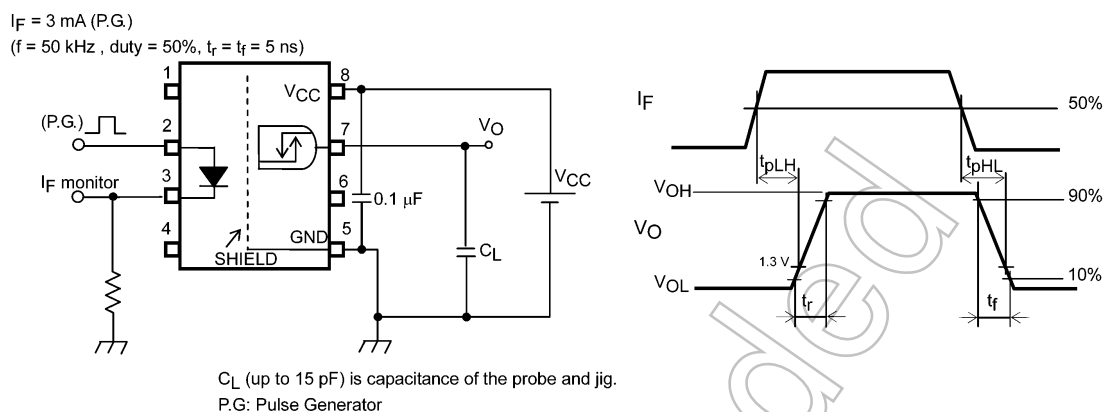 IF = 3 mA (P.G.)
(f = 50 kHz , duty = 50%, tr = tf = 5 ns)
1
8
VCC
(P.G.)
2
7
VO
IF monitor
3
6
VCC
0.1 µF
4
5
GND
SHIELD
CL
CL (up to 15 pF) is capacitance of the probe and jig.
P.G: Pulse Generator
IF
50%
tpLH
tpHL
VOH
90%
VO
1.3 V
VOL
10%
tr
tf
ded